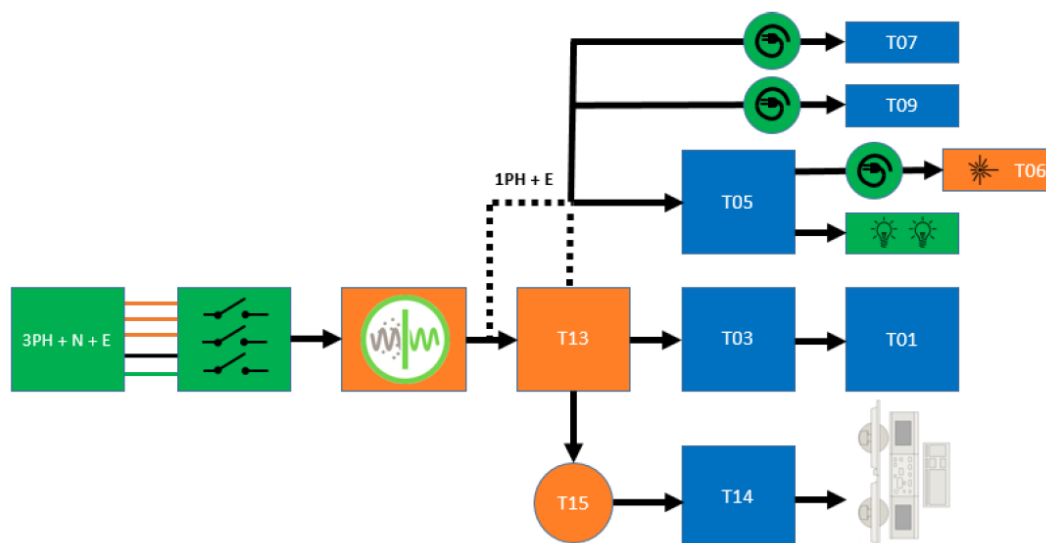 T07
T09
1PH + E
T05
T06
3PH + N + E
T13
T03
T01
T15
T14